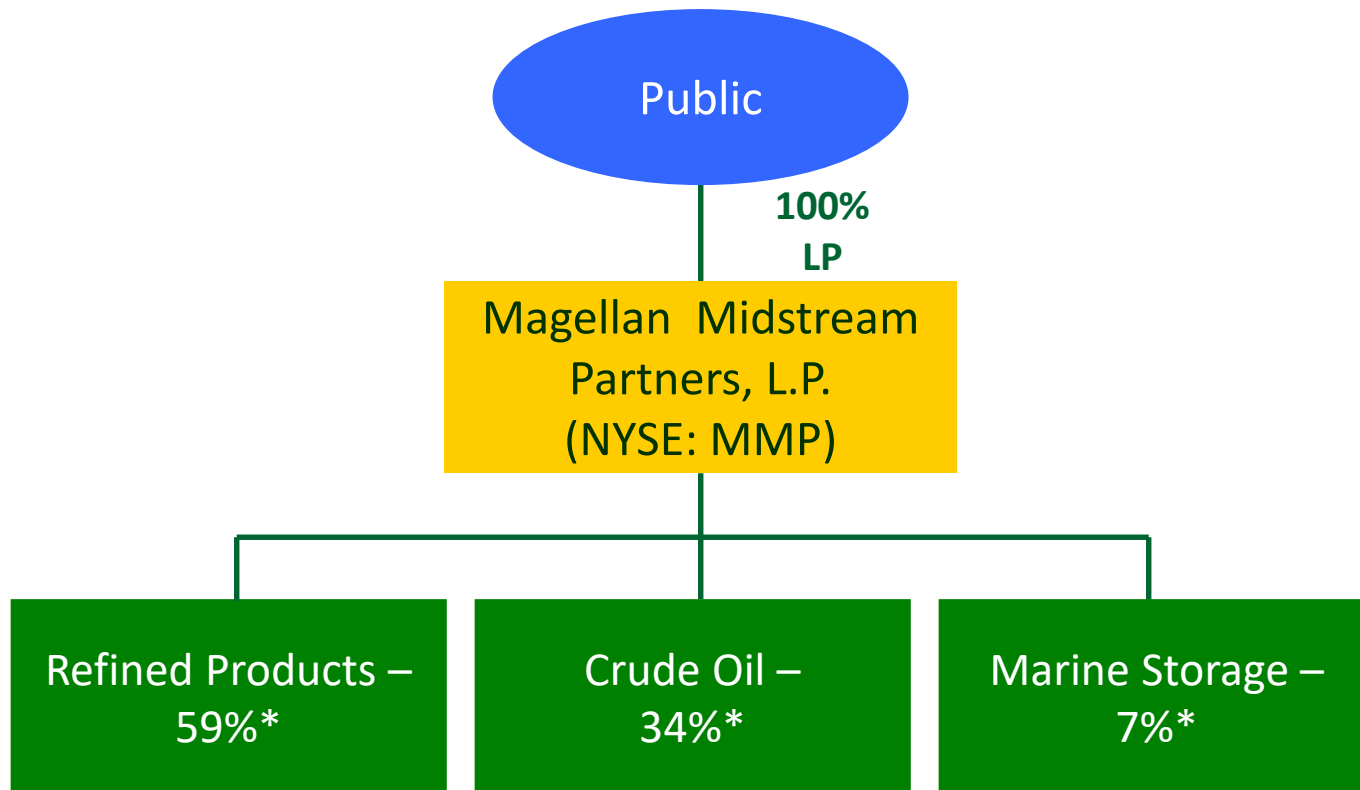 Public
100%
LP
Magellan Midstream
Partners, L.P.
(NYSE: MMP)
Refined Products –
59%*
Crude Oil –
34%*
Marine Storage –
7%*